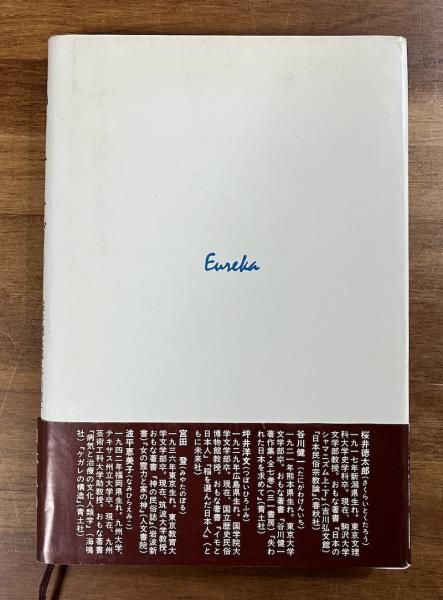 Eureka
桜井徳太郎(さくらいとくたろう)
一九一七年新潟県生れ。東京文理
科大学史学科卒。現在、駒沢大学
文学部教授。おもな著書『日本の
シャマニズム上下』(吉川弘文館)
『日本民俗宗教論』(春秋社)
谷川健一(たにがわけんいち)
一九二一年熊本県生れ。東京大学
文学部卒。おもな著書『谷川健一
著作集・全七巻』(三一書房)『失わ
れた日本を求めて』(青土社)
坪井洋文(つぼいひろふみ)
一九二九年広島県生れ。国学院大
学文学部卒。現在、国立歴史民俗
博物館教授。おもな著書『イモと
日本人』『稲を選んだ日本人』(と
もに未来社)
宮田 登(みやたのぼる)
一九三六年東京生れ。東京教育大
学文学部卒。現在、筑波大学教授。
おもな著書『神の民俗誌』(岩波新
書)『女の霊力と家の神』(人文書院)
波平恵美子(なみひらえみこ)
一九四二年福岡県生れ。九州大学、
テキサス州立大学卒。現在、九州
芸術工科大学助教授。おもな著書
『病気と治療の文化人類学』(海鳴
社)『ケガレの構造』(青土社)